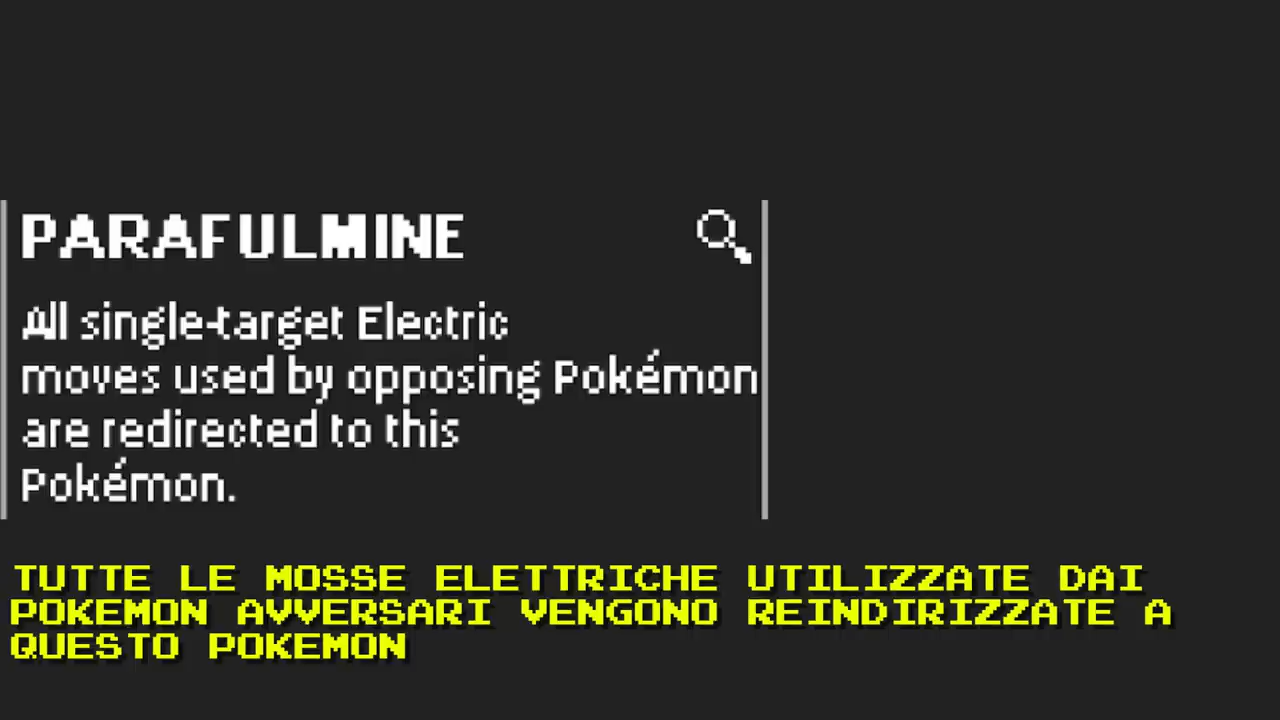 PARAFULMINE
All single-target Electric
moves used by opposing Pokémon
are redirected to this
Pokémon.
TUTTE LE MOSSE ELETTRICHE UTILIZZATE DAI
POKEMON AVVERSARI VENGONO REINDIRIZZATE A
QUESTO POKEMON